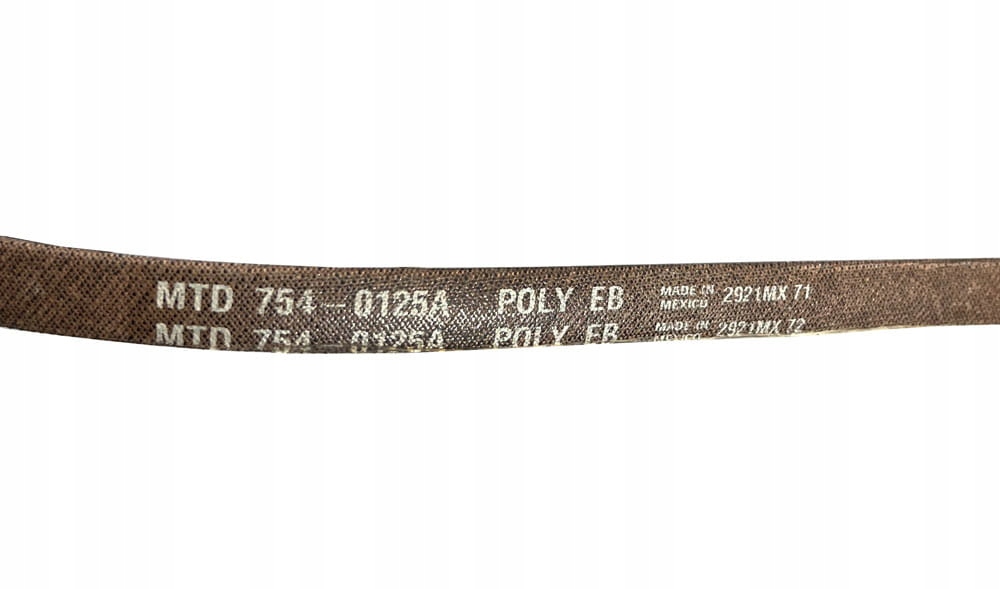 MTD 754-0125A POLY EB MADE IN MEXICO 2921MX 71
MTD 754 0125A POLY EB MADE IN MEXICO 2921MX 72